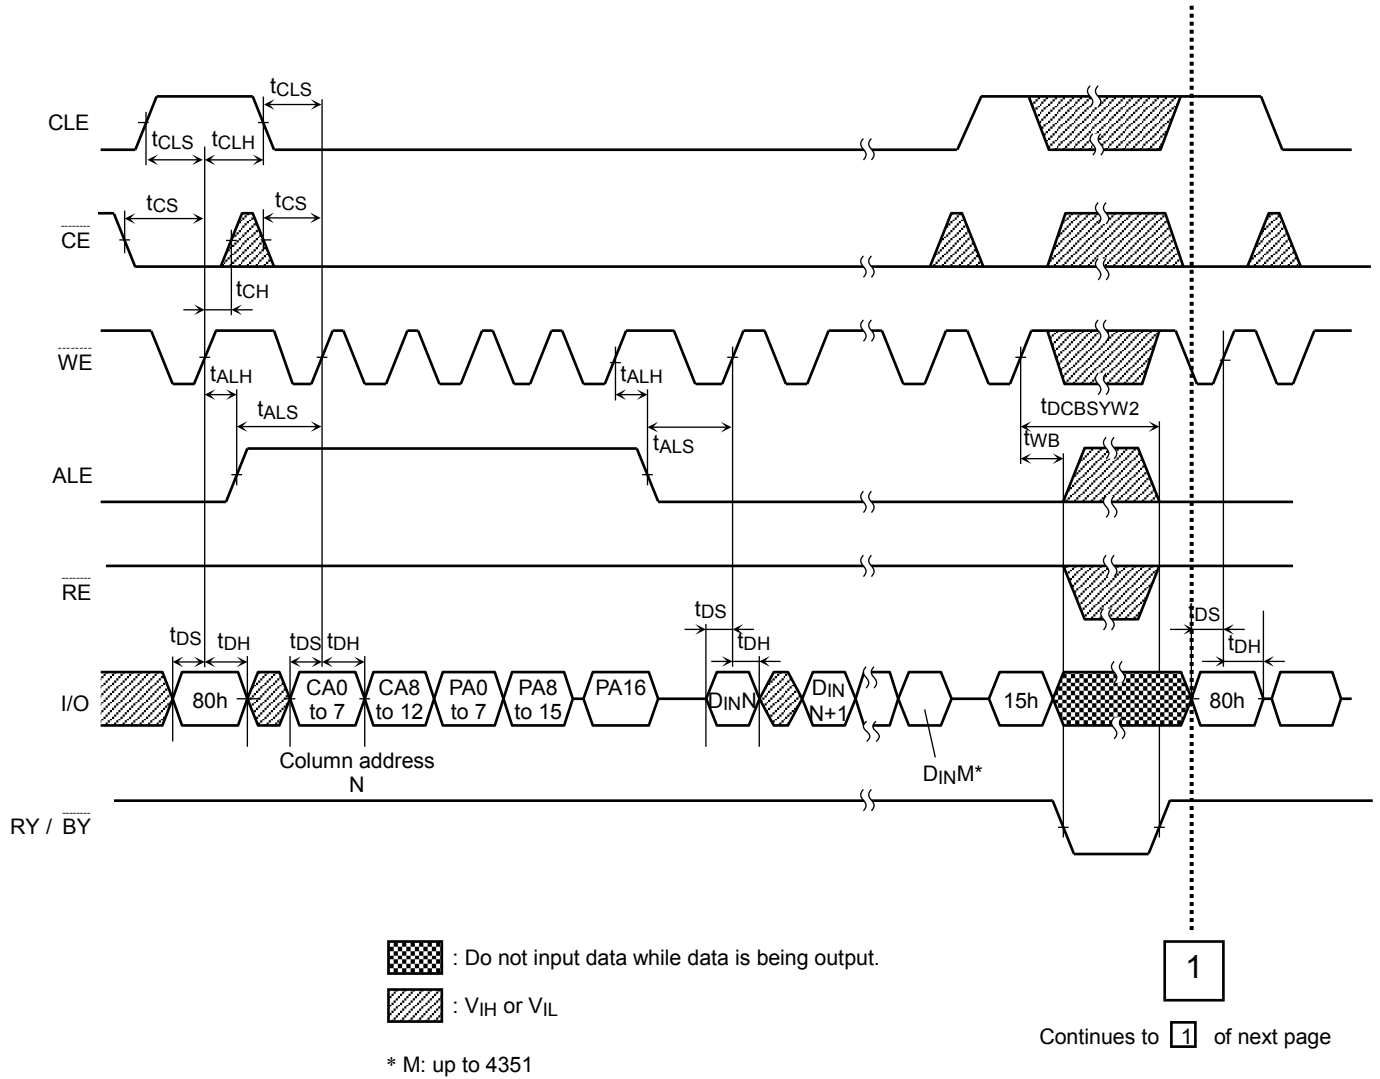 tCLS
CLE
tCLS tCLH
tCS tCS
CE
tCH
WE
tALH tALH
tDCBSYW2
tALS tALS tWB
ALE
RE
tDS tDS
tDS tDH tDS tDH tDH tDH
I/O 80h CA0 to 7 CA8 to 12 PA0 to 7 PA8 to 15 PA16 DINN DIN N+1 15h 80h
Column address
N
DINM*
RY / BY
: Do not input data while data is being output.
1
: VIH or VIL
Continues to 1 of next page
* M: up to 4351